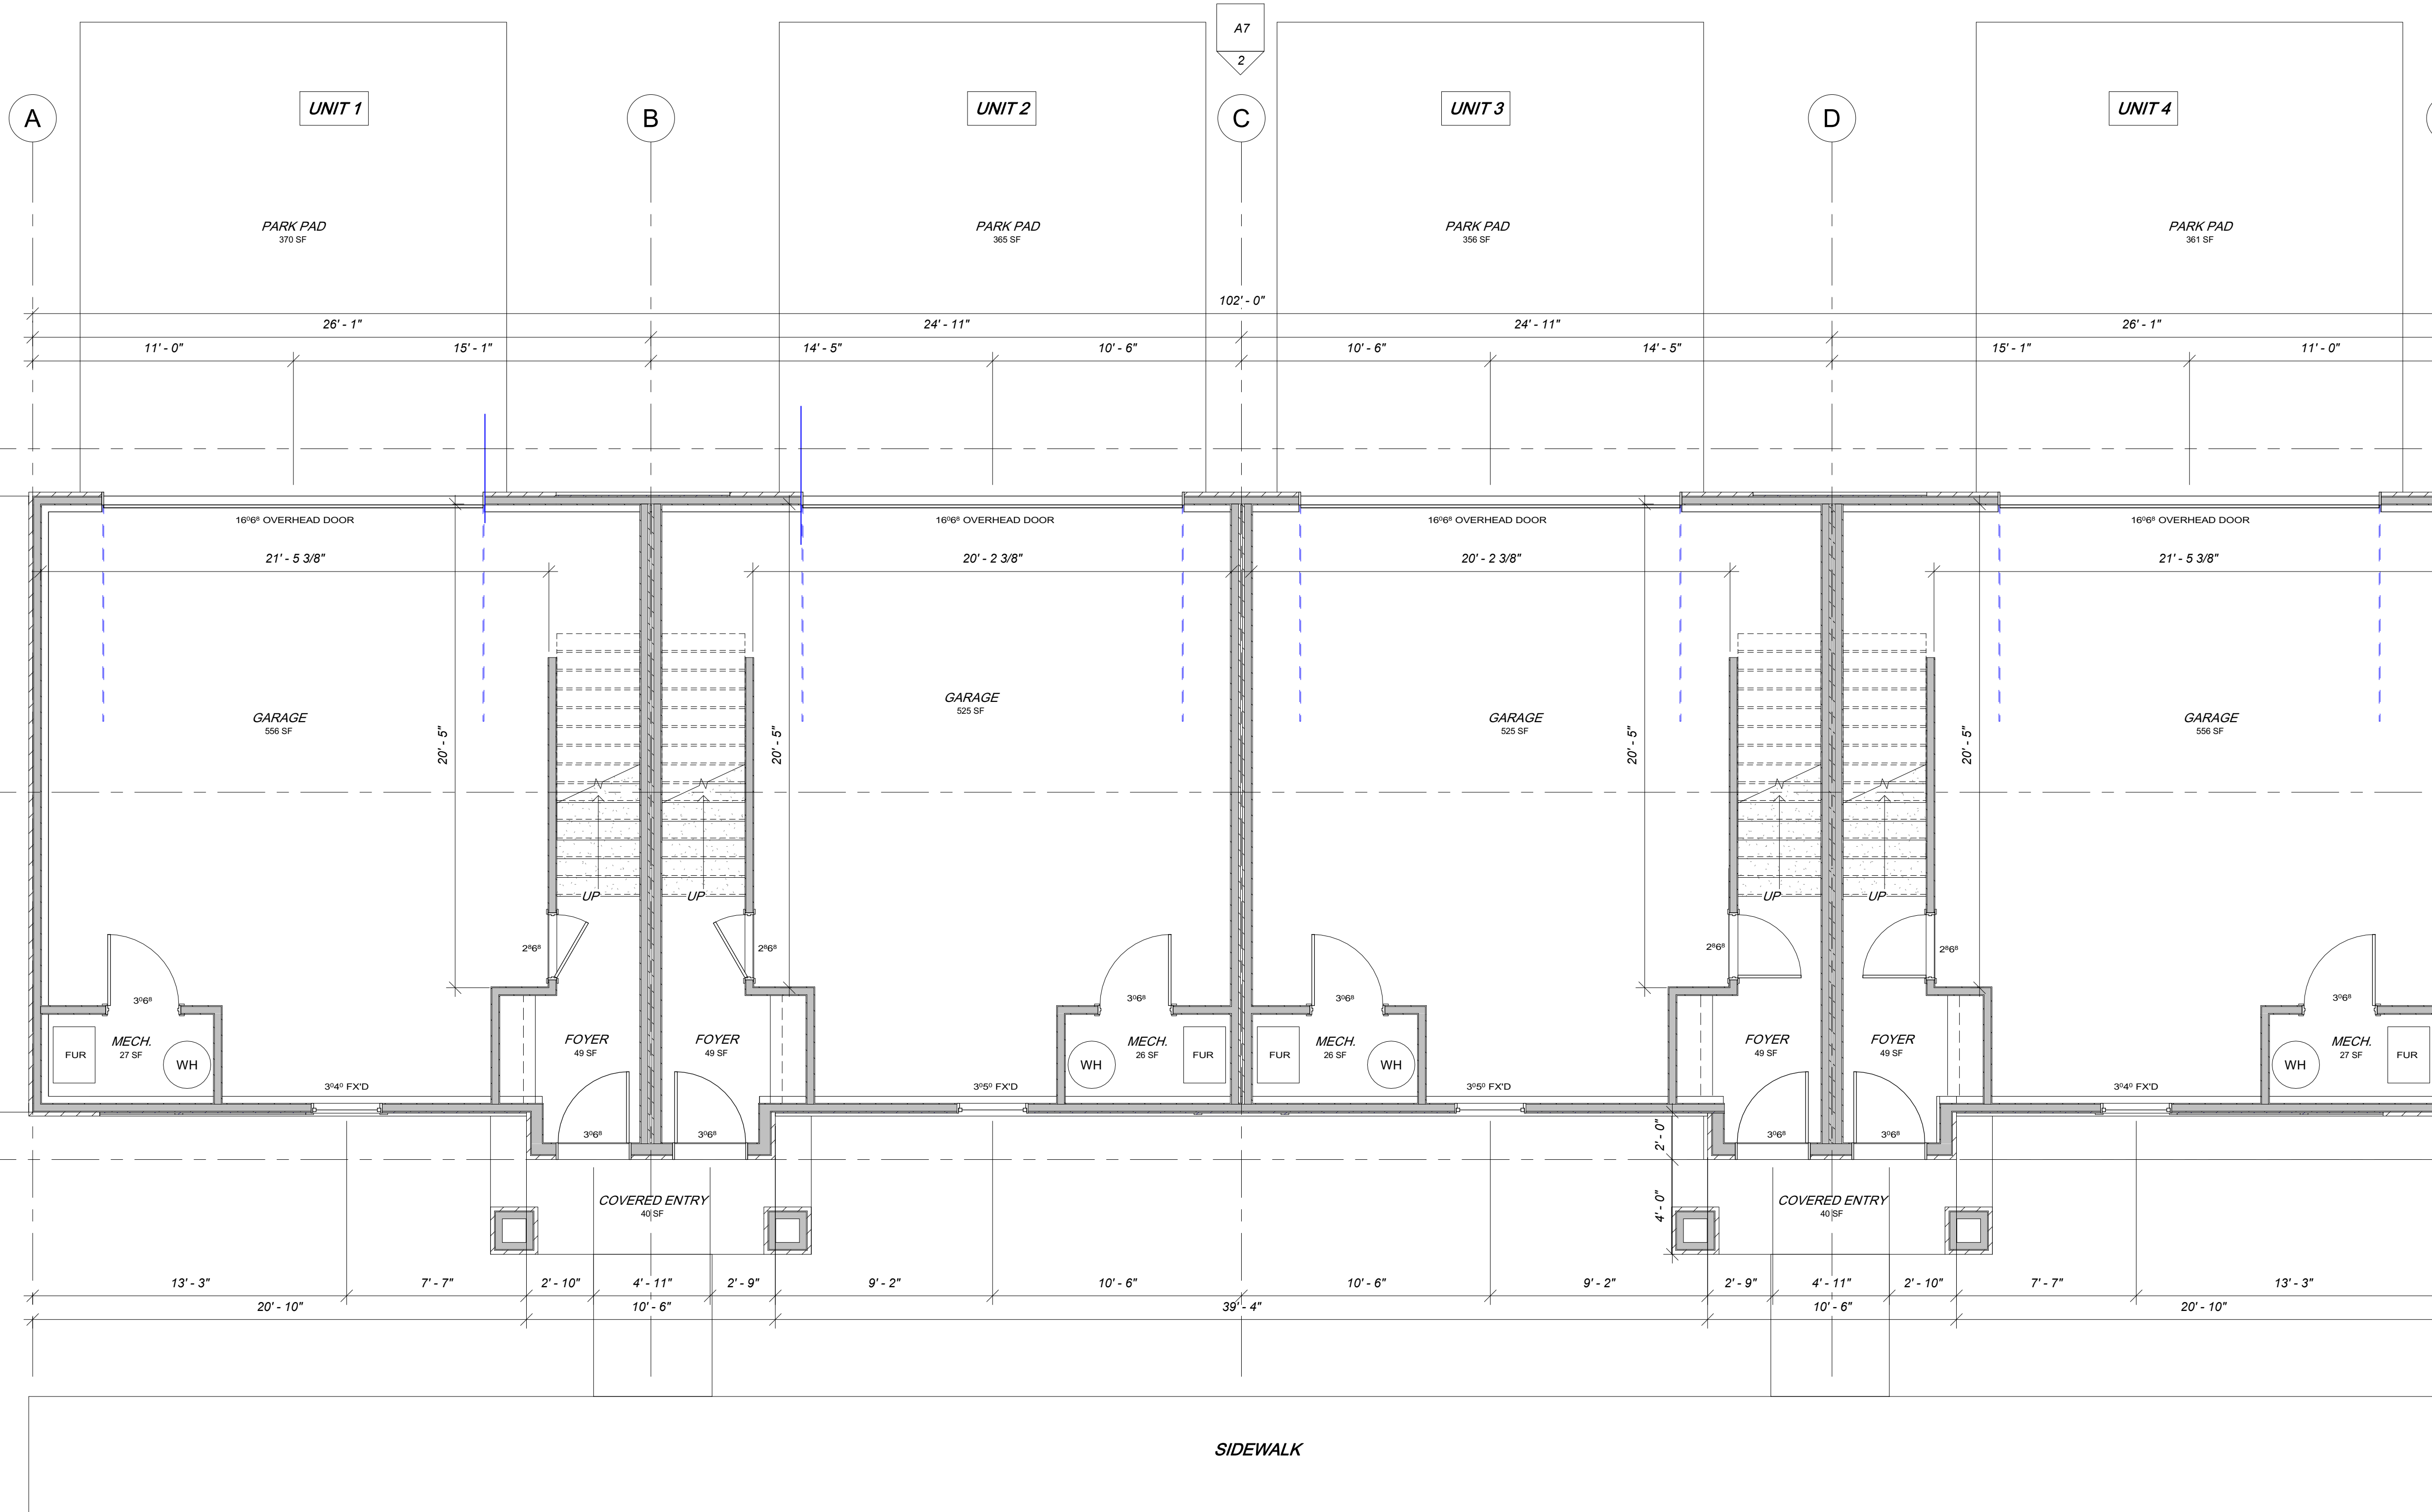 A7
2
UNIT 1
UNIT 2
UNIT 3
UNIT 4
A
B
C
D
PARK PAD
370 SF
PARK PAD
365 SF
PARK PAD
356 SF
PARK PAD
361 SF
102' - 0"
26' - 1"
24' - 11"
24' - 11"
26' - 1"
11' - 0"
15' - 1"
14' - 5"
10' - 6"
10' - 6"
14' - 5"
15' - 1"
11' - 0"
16⁰6⁸ OVERHEAD DOOR
16⁰6⁸ OVERHEAD DOOR
16⁰6⁸ OVERHEAD DOOR
16⁰6⁸ OVERHEAD DOOR
21' - 5 3/8"
20' - 2 3/8"
20' - 2 3/8"
21' - 5 3/8"
GARAGE
556 SF
GARAGE
525 SF
GARAGE
525 SF
GARAGE
556 SF
20' - 5"
20' - 5"
20' - 5"
20' - 5"
UP
UP
UP
UP
2⁸6⁸
2⁸6⁸
2⁸6⁸
2⁸6⁸
3⁰6⁸
3⁰6⁸
3⁰6⁸
3⁰6⁸
FUR
MECH.
27 SF
WH
FOYER
49 SF
FOYER
49 SF
WH
MECH.
26 SF
FUR
FUR
MECH.
26 SF
WH
FOYER
49 SF
FOYER
49 SF
WH
MECH.
27 SF
FUR
3⁰4⁰ FX'D
3⁰5⁰ FX'D
3⁰5⁰ FX'D
3⁰4⁰ FX'D
3⁰6⁸
3⁰6⁸
3⁰6⁸
3⁰6⁸
2' - 0"
4' - 0"
COVERED ENTRY
40 SF
COVERED ENTRY
40 SF
13' - 3"
7' - 7"
2' - 10"
4' - 11"
2' - 9"
9' - 2"
10' - 6"
10' - 6"
9' - 2"
2' - 9"
4' - 11"
2' - 10"
7' - 7"
13' - 3"
20' - 10"
10' - 6"
39' - 4"
10' - 6"
20' - 10"
SIDEWALK